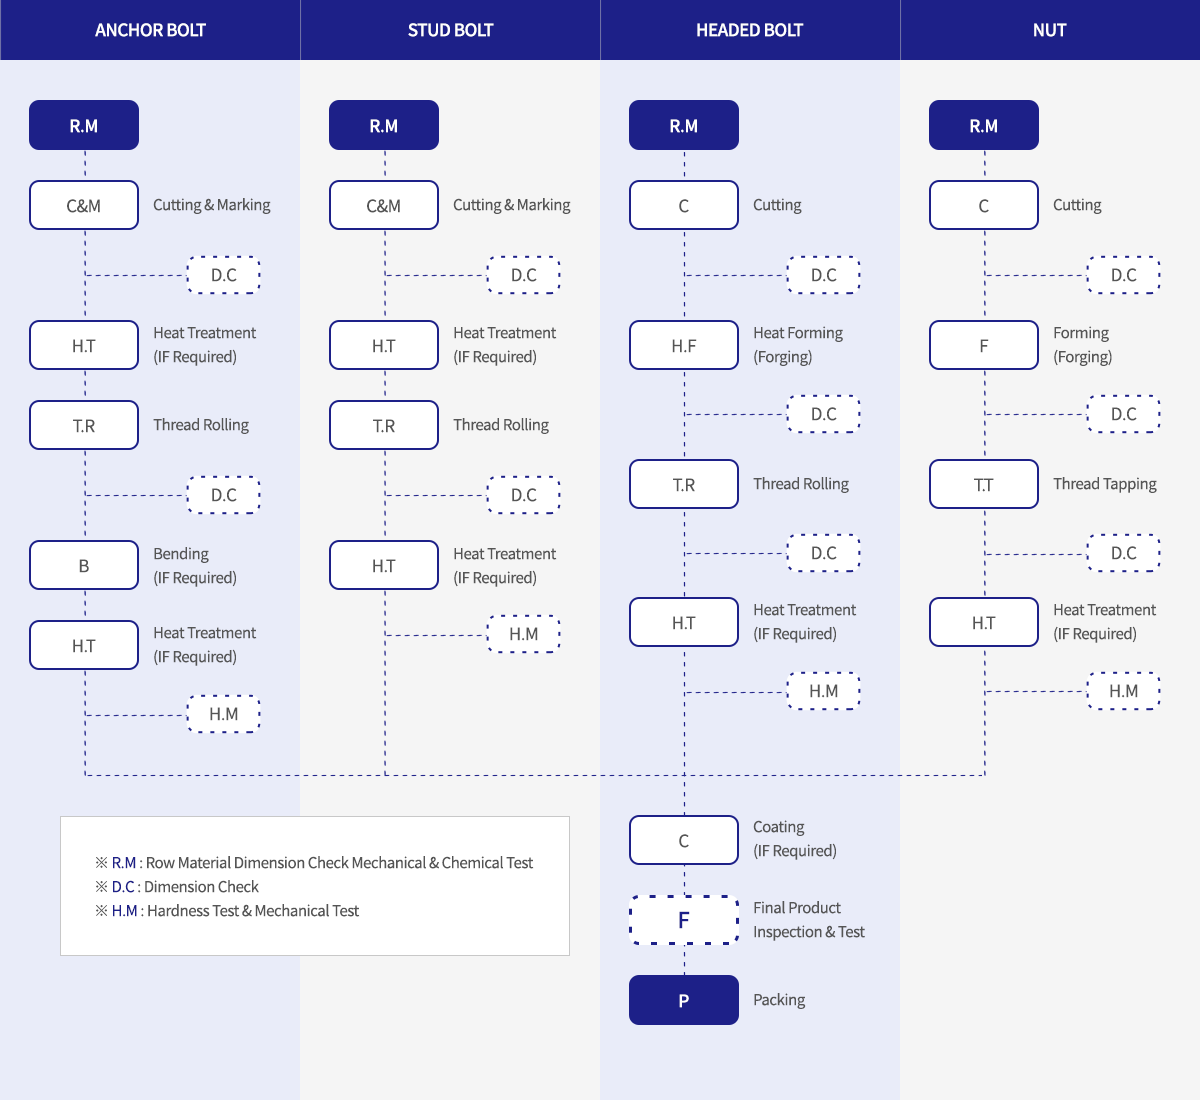 ANCHOR BOLT
STUD BOLT
HEADED BOLT
NUT
R.M
C&M
Cutting & Marking
D.C
H.T
Heat Treatment
(IF Required)
T.R
Thread Rolling
D.C
B
Bending
(IF Required)
H.T
Heat Treatment
(IF Required)
H.M
R.M
C&M
Cutting & Marking
D.C
H.T
Heat Treatment
(IF Required)
T.R
Thread Rolling
D.C
H.T
Heat Treatment
(IF Required)
H.M
R.M
C
Cutting
D.C
H.F
Heat Forming
(Forging)
D.C
T.R
Thread Rolling
D.C
H.T
Heat Treatment
(IF Required)
H.M
R.M
C
Cutting
D.C
F
Forming
(Forging)
D.C
T.T
Thread Tapping
D.C
H.T
Heat Treatment
(IF Required)
H.M
C
Coating
(IF Required)
F
Final Product
Inspection & Test
P
Packing
※ R.M : Row Material Dimension Check Mechanical & Chemical Test
※ D.C : Dimension Check
※ H.M : Hardness Test & Mechanical Test